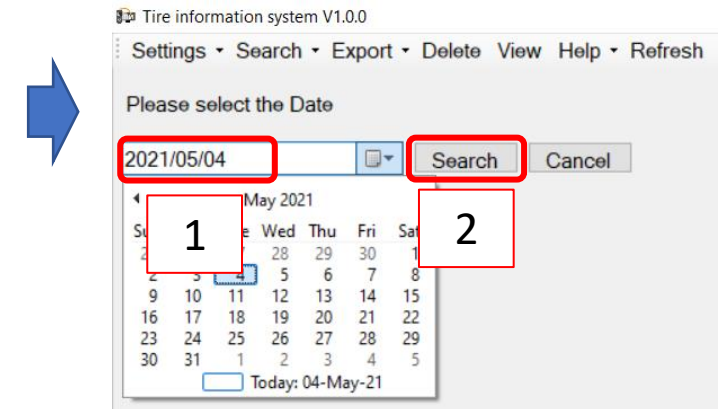 Tire information system V1.0.0
Settings Search Export Delete View Help Refresh
Please select the Date
2021/05/04 Search Cancel
May 2021
1 2
Wed Thu Fri
28 29 30 1
2 3 4 5 6 7 8
9 10 11 12 13 14 15
16 17 18 19 20 21 22
23 24 25 26 27 28 29
30 31 1 2 3 4 5
Today: 04-May-21